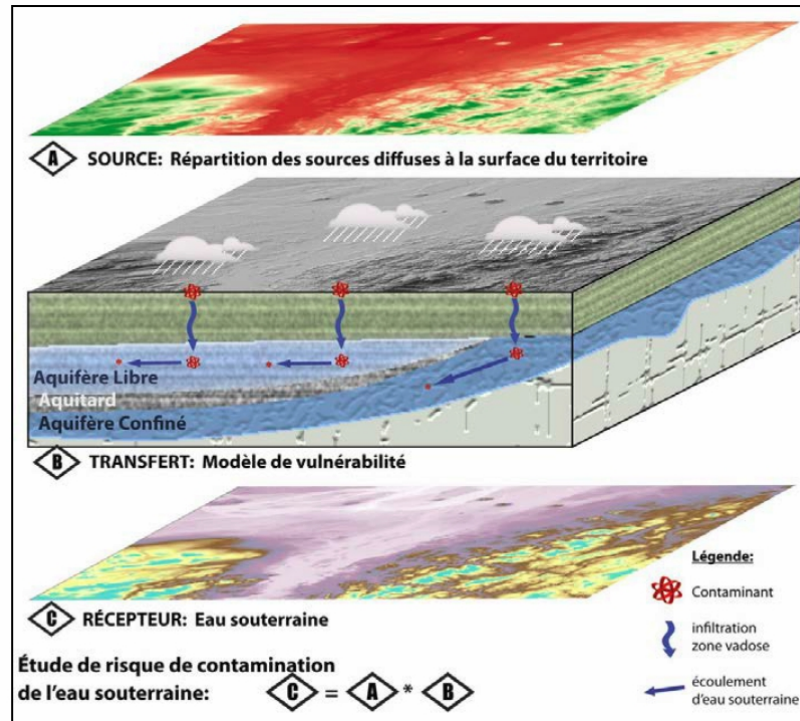 A SOURCE: Répartition des sources diffuses à la surface du territoire
Aquifère Libre
Aquitard
Aquifère Confiné
B TRANSFERT: Modèle de vulnérabilité
C RÉCEPTEUR: Eau souterraine
Légende:
Contaminant
infiltration
zone vadose
écoulement
d'eau souterraine
Étude de risque de contamination
de l'eau souterraine: C = A * B